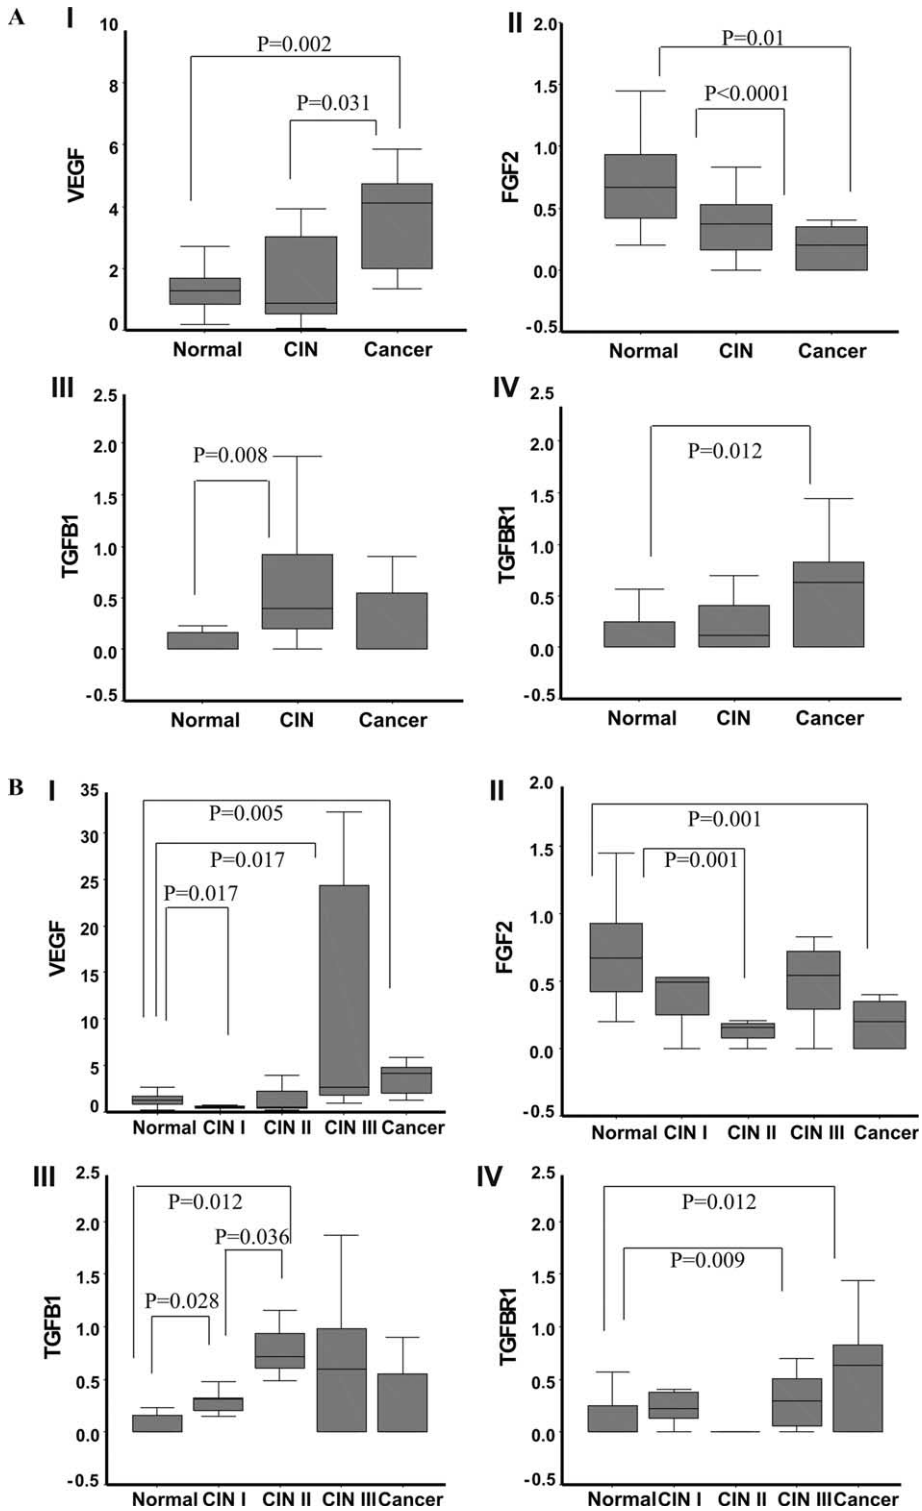 A I
10
8
6
4
2
0
VEGF
P=0.002
P=0.031
Normal CIN Cancer
II
2.0
1.5
1.0
0.5
0.0
-0.5
FGF2
P=0.01
P<0.0001
Normal CIN Cancer
III
2.5
2.0
1.5
1.0
0.5
0.0
-0.5
TGFB1
P=0.008
Normal CIN Cancer
IV
2.5
2.0
1.5
1.0
0.5
0.0
-0.5
TGFBR1
P=0.012
Normal CIN Cancer
B I
35
30
25
20
15
10
5
0
VEGF
P=0.005
P=0.017
P=0.017
Normal CIN I CIN II CIN III Cancer
II
2.0
1.5
1.0
0.5
0.0
-0.5
FGF2
P=0.001
P=0.001
Normal CIN I CIN II CIN III Cancer
III
2.5
2.0
1.5
1.0
0.5
0.0
-0.5
TGFB1
P=0.012
P=0.036
P=0.028
Normal CIN I CIN II CIN III Cancer
IV
2.5
2.0
1.5
1.0
0.5
0.0
-0.5
TGFBR1
P=0.012
P=0.009
Normal CIN I CIN II CIN III Cancer